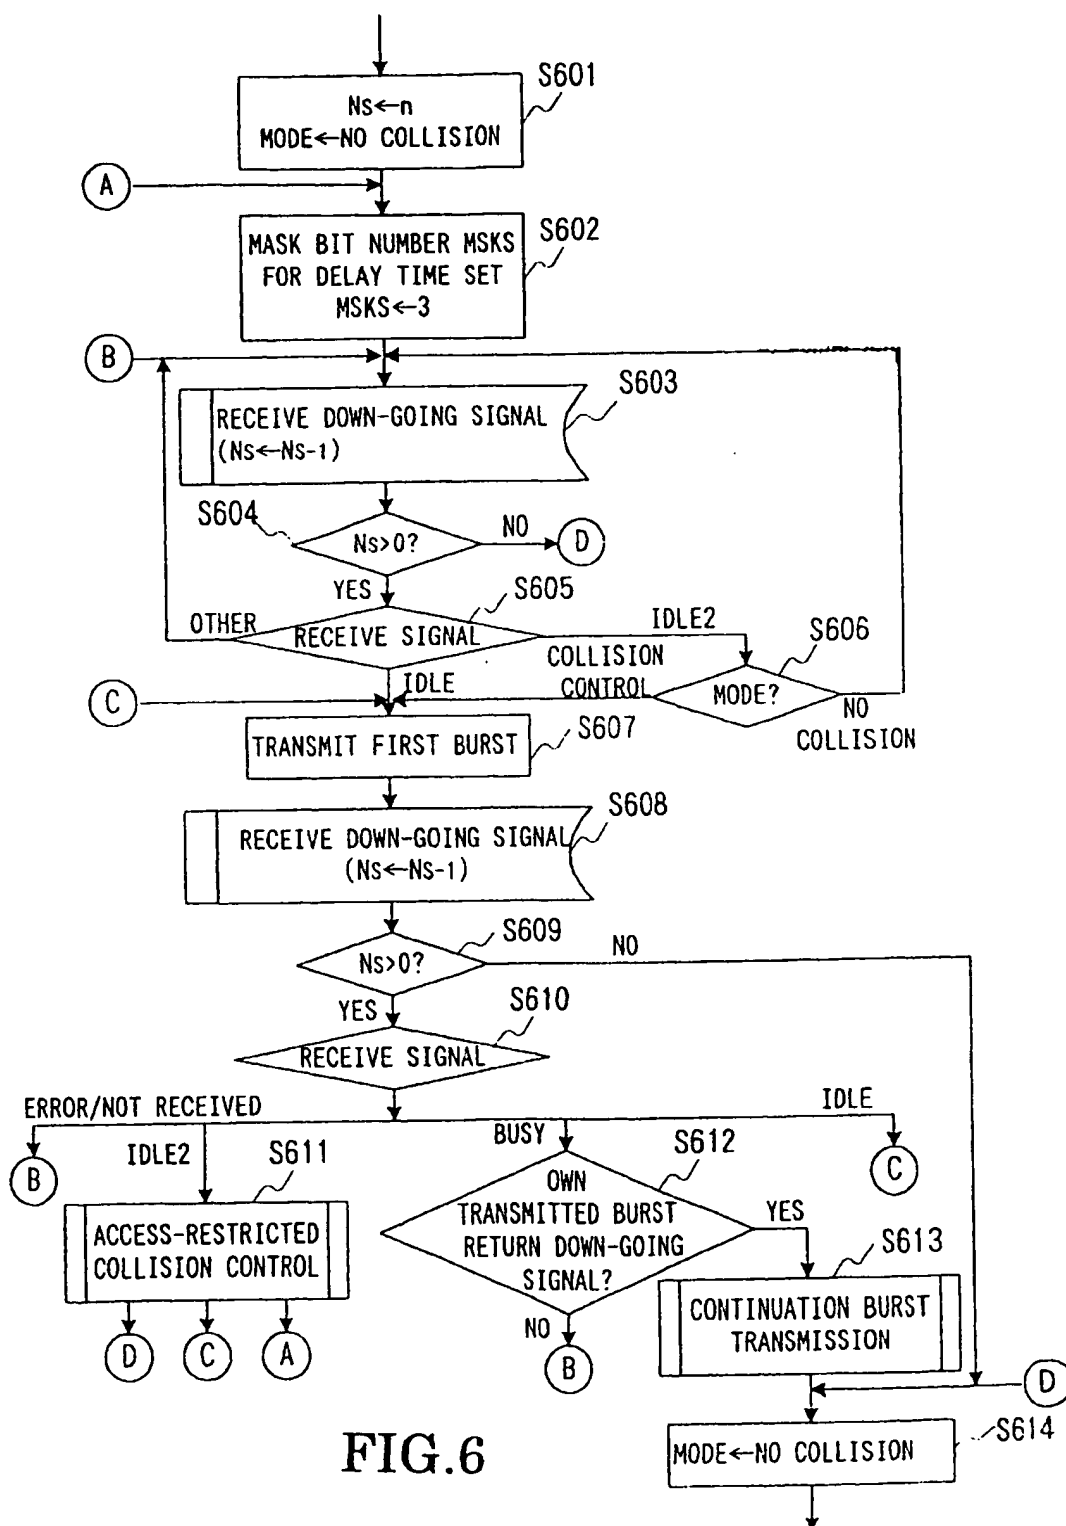 S601
Ns←n
MODE←NO COLLISION
A
S602
MASK BIT NUMBER MSKS
FOR DELAY TIME SET
MSKS←3
B
S603
RECEIVE DOWN-GOING SIGNAL
(Ns←Ns-1)
S604
Ns>0?
NO
D
YES
S605
OTHER
RECEIVE SIGNAL
IDLE2
S606
COLLISION
CONTROL
MODE?
IDLE
C
NO
COLLISION
S607
TRANSMIT FIRST BURST
S608
RECEIVE DOWN-GOING SIGNAL
(Ns←Ns-1)
S609
Ns>0?
NO
YES
S610
RECEIVE SIGNAL
ERROR/NOT RECEIVED
IDLE
BUSY
B
IDLE2
S611
S612
C
ACCESS-RESTRICTED
COLLISION CONTROL
OWN
TRANSMITTED BURST
RETURN DOWN-GOING
SIGNAL?
YES
S613
CONTINUATION BURST
TRANSMISSION
NO
D
C
A
B
D
S614
MODE←NO COLLISION
FIG.6